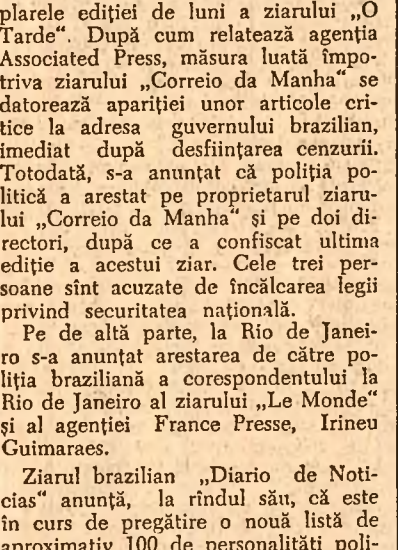 plarele ediției de luni a ziarului „O
Tarde“. După cum relatează agenția
Associated Press, măsura luată împo-
triva ziarului „Correio da Manha“ se
datorează apariției unor articole cri-
tice la adresa guvernului brazilian,
imediat după desființarea cenzurii.
Totodată, s-a anunțat că poliția po-
litică a arestat pe proprietarul ziaru-
lui „Correio da Manha“ și pe doi di-
rectori, după ce a confiscat ultima
ediție a acestui ziar. Cele trei per-
soane sînt acuzate de încălcarea legii
privind securitatea națională.
Pe de altă parte, la Rio de Janei-
ro s-a anunțat arestarea de către po-
liția braziliană a corespondentului la
Rio de Janeiro al ziarului „Le Monde“
și al agenției France Presse, Irineu
Guimaraes.
Ziarul brazilian „Diario de Noti-
cias“ anunță, la rîndul său, că este
în curs de pregătire o nouă listă de
aproximativ 100 de personalități poli-